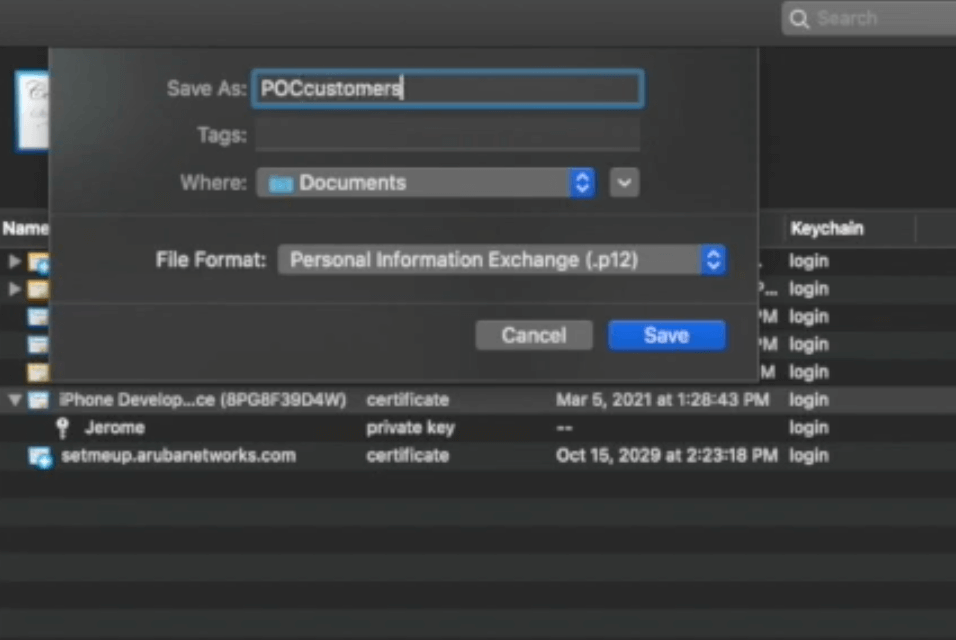 Search
Save As: POCcustomers
Tags:
Where: Documents
Name Keychain
File Format: Personal Information Exchange (.p12)
login
P... login
PM login
Cancel Save
PM login
M login
iPhone Develop...ce (8PG8F39D4W) certificate Mar 5, 2021 at 1:28:43 PM login
Jerome private key -- login
setmeup.arubanetworks.com certificate Oct 15, 2029 at 2:23:18 PM login